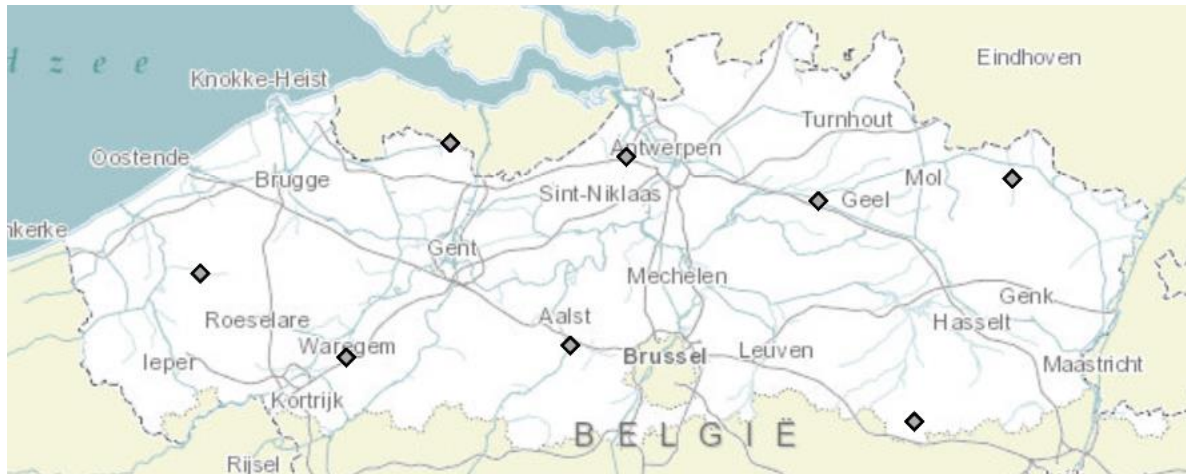 d z e e
Knokke-Heist
Eindhoven
Turnhout
Oostende
Antwerpen
Brugge
Mol
Sint-Niklaas
Geel
nkerke
Gent
Mechelen
Genk
Roeselare
Aalst
Hasselt
Ieper
Waregem
Brussel
Leuven
Maastricht
Kortrijk
BELGIË
Rijsel